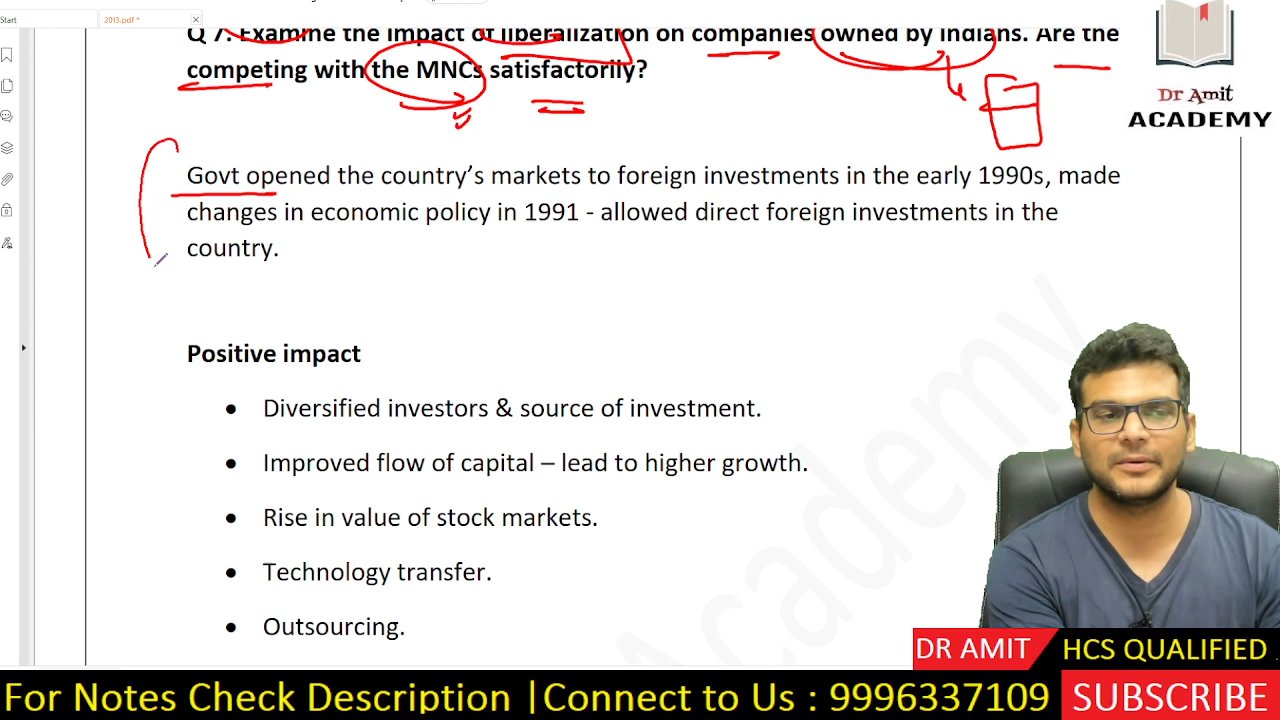 Start
2013.pdf *
Q 7. Examine the impact of liberalization on companies owned by Indians. Are the
competing with the MNCs satisfactorily?
Dr Amit
ACADEMY
Govt opened the country's markets to foreign investments in the early 1990s, made
changes in economic policy in 1991 - allowed direct foreign investments in the
country.
Positive impact
• Diversified investors & source of investment.
• Improved flow of capital – lead to higher growth.
• Rise in value of stock markets.
• Technology transfer.
• Outsourcing.
Academy
DR AMIT
HCS QUALIFIED
For Notes Check Description |Connect to Us : 9996337109
SUBSCRIBE